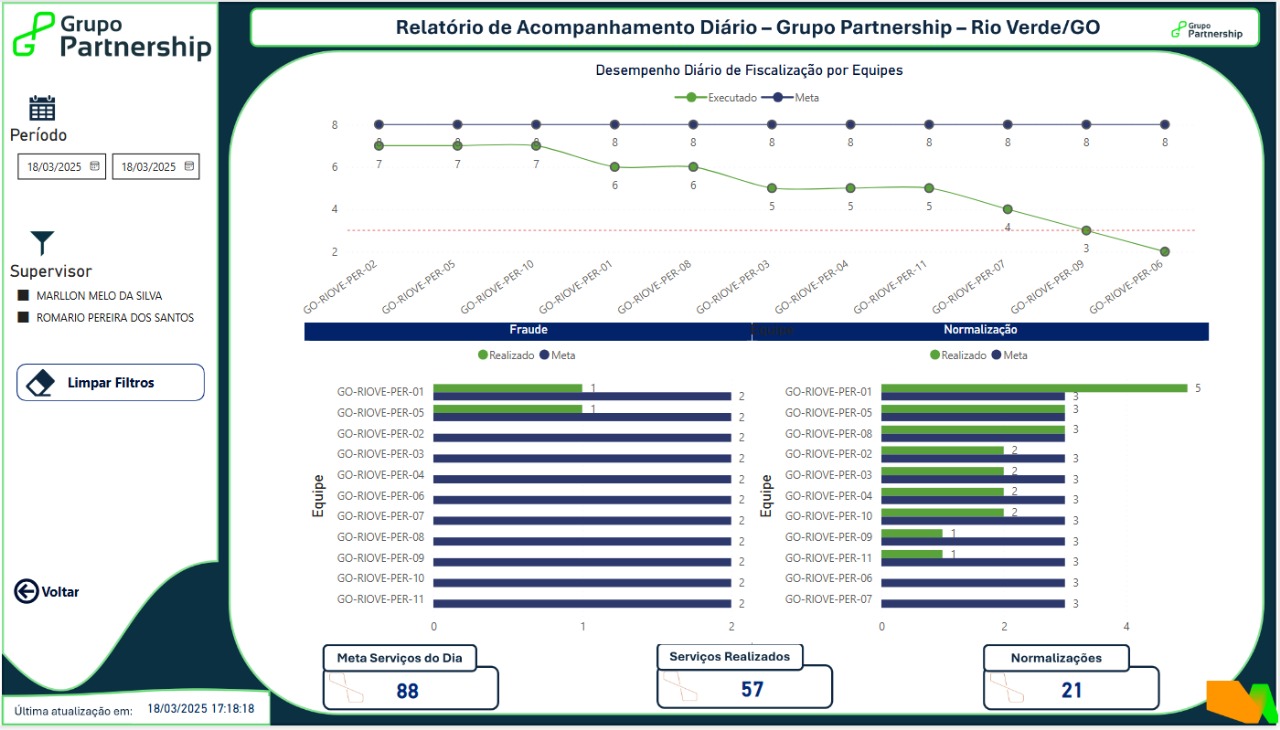 Grupo
Partnership
Relatório de Acompanhamento Diário – Grupo Partnership – Rio Verde/GO
Grupo
Partnership
Período
18/03/2025 18/03/2025
Supervisor
MARLLON MELO DA SILVA
ROMARIO PEREIRA DOS SANTOS
Limpar Filtros
Voltar
Última atualização em: 18/03/2025 17:18:18
Desempenho Diário de Fiscalização por Equipes
Executado Meta
8
6
4
2
8 8 8 8 8 8 8 8 8 8 8
7 7 7 6 6 5 5 5 4 3
GO-RIOVE-PER-02 GO-RIOVE-PER-05 GO-RIOVE-PER-10 GO-RIOVE-PER-01 GO-RIOVE-PER-08 GO-RIOVE-PER-03 GO-RIOVE-PER-04 GO-RIOVE-PER-11 GO-RIOVE-PER-07 GO-RIOVE-PER-09 GO-RIOVE-PER-06
Fraude
Realizado Meta
Equipe
GO-RIOVE-PER-01 1 2
GO-RIOVE-PER-05 1 2
GO-RIOVE-PER-02 2
GO-RIOVE-PER-03 2
GO-RIOVE-PER-04 2
GO-RIOVE-PER-06 2
GO-RIOVE-PER-07 2
GO-RIOVE-PER-08 2
GO-RIOVE-PER-09 2
GO-RIOVE-PER-10 2
GO-RIOVE-PER-11 2
0 1 2
Equipe
Normalização
Realizado Meta
Equipe
GO-RIOVE-PER-01 5 3
GO-RIOVE-PER-05 3
GO-RIOVE-PER-08 3
GO-RIOVE-PER-02 2 3
GO-RIOVE-PER-03 2 3
GO-RIOVE-PER-04 2 3
GO-RIOVE-PER-10 2 3
GO-RIOVE-PER-09 1 3
GO-RIOVE-PER-11 1 3
GO-RIOVE-PER-06 3
GO-RIOVE-PER-07 3
0 2 4
Meta Serviços do Dia
88
Serviços Realizados
57
Normalizações
21